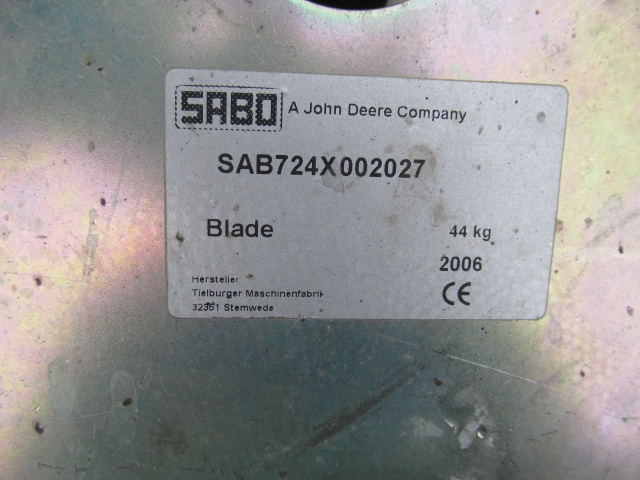 SABO A John Deere Company
SAB724X002027
Blade 44 kg
2006
Hersteller
Tielburger Maschinenfabrik
32351 Stemwede
CE